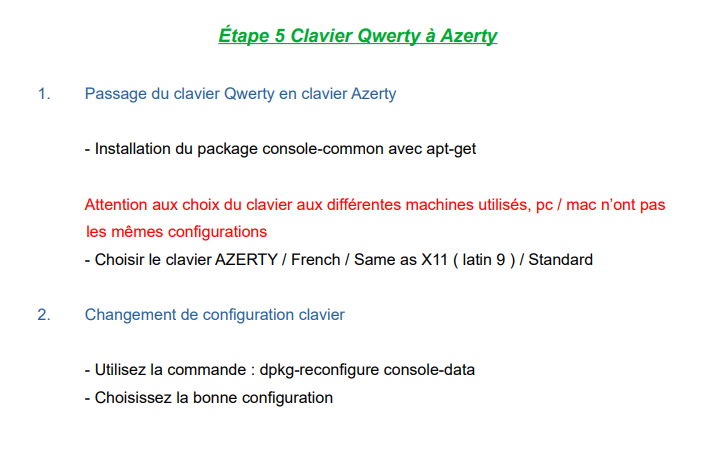 Étape 5 Clavier Qwerty à Azerty
1. Passage du clavier Qwerty en clavier Azerty
- Installation du package console-common avec apt-get
Attention aux choix du clavier aux différentes machines utilisés, pc / mac n’ont pas
les mêmes configurations
- Choisir le clavier AZERTY / French / Same as X11 ( latin 9 ) / Standard
2. Changement de configuration clavier
- Utilisez la commande : dpkg-reconfigure console-data
- Choisissez la bonne configuration